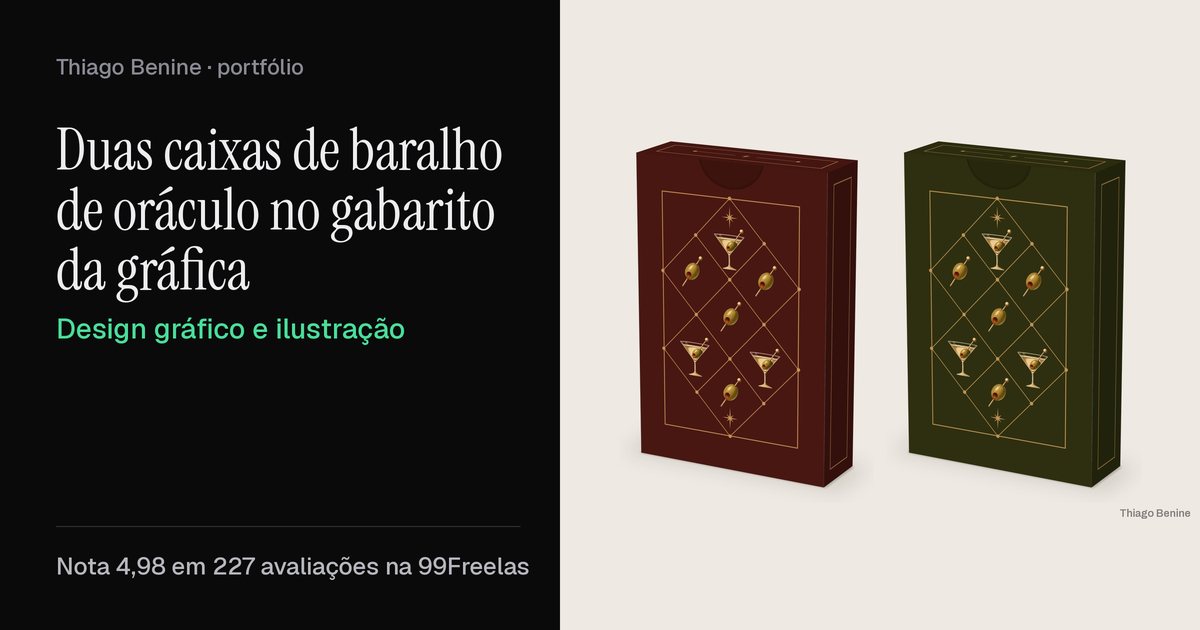 Thiago Benine · portfólio
Duas caixas de baralho
de oráculo no gabarito
da gráfica
Design gráfico e ilustração
Nota 4,98 em 227 avaliações na 99Freelas
Thiago Benine